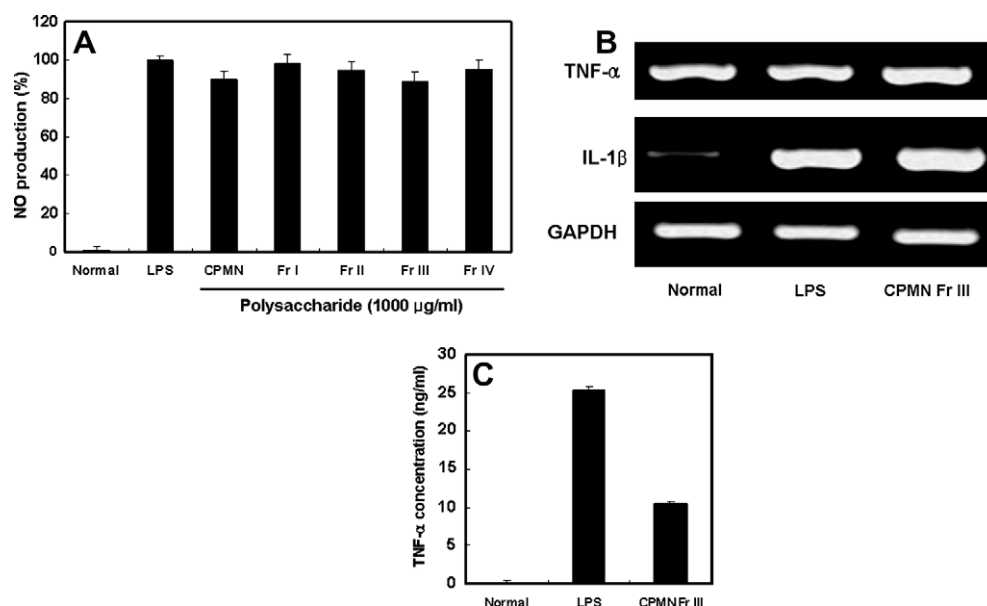 A
NO production (%)
120
100
80
60
40
20
0
Normal LPS CPMN Fr I Fr II Fr III Fr IV
Polysaccharide (1000 µg/ml)
B
TNF-α
IL-1β
GAPDH
Normal LPS CPMN Fr III
C
TNF-α concentration (ng/ml)
30
25
20
15
10
5
0
Normal LPS CPMN Fr III